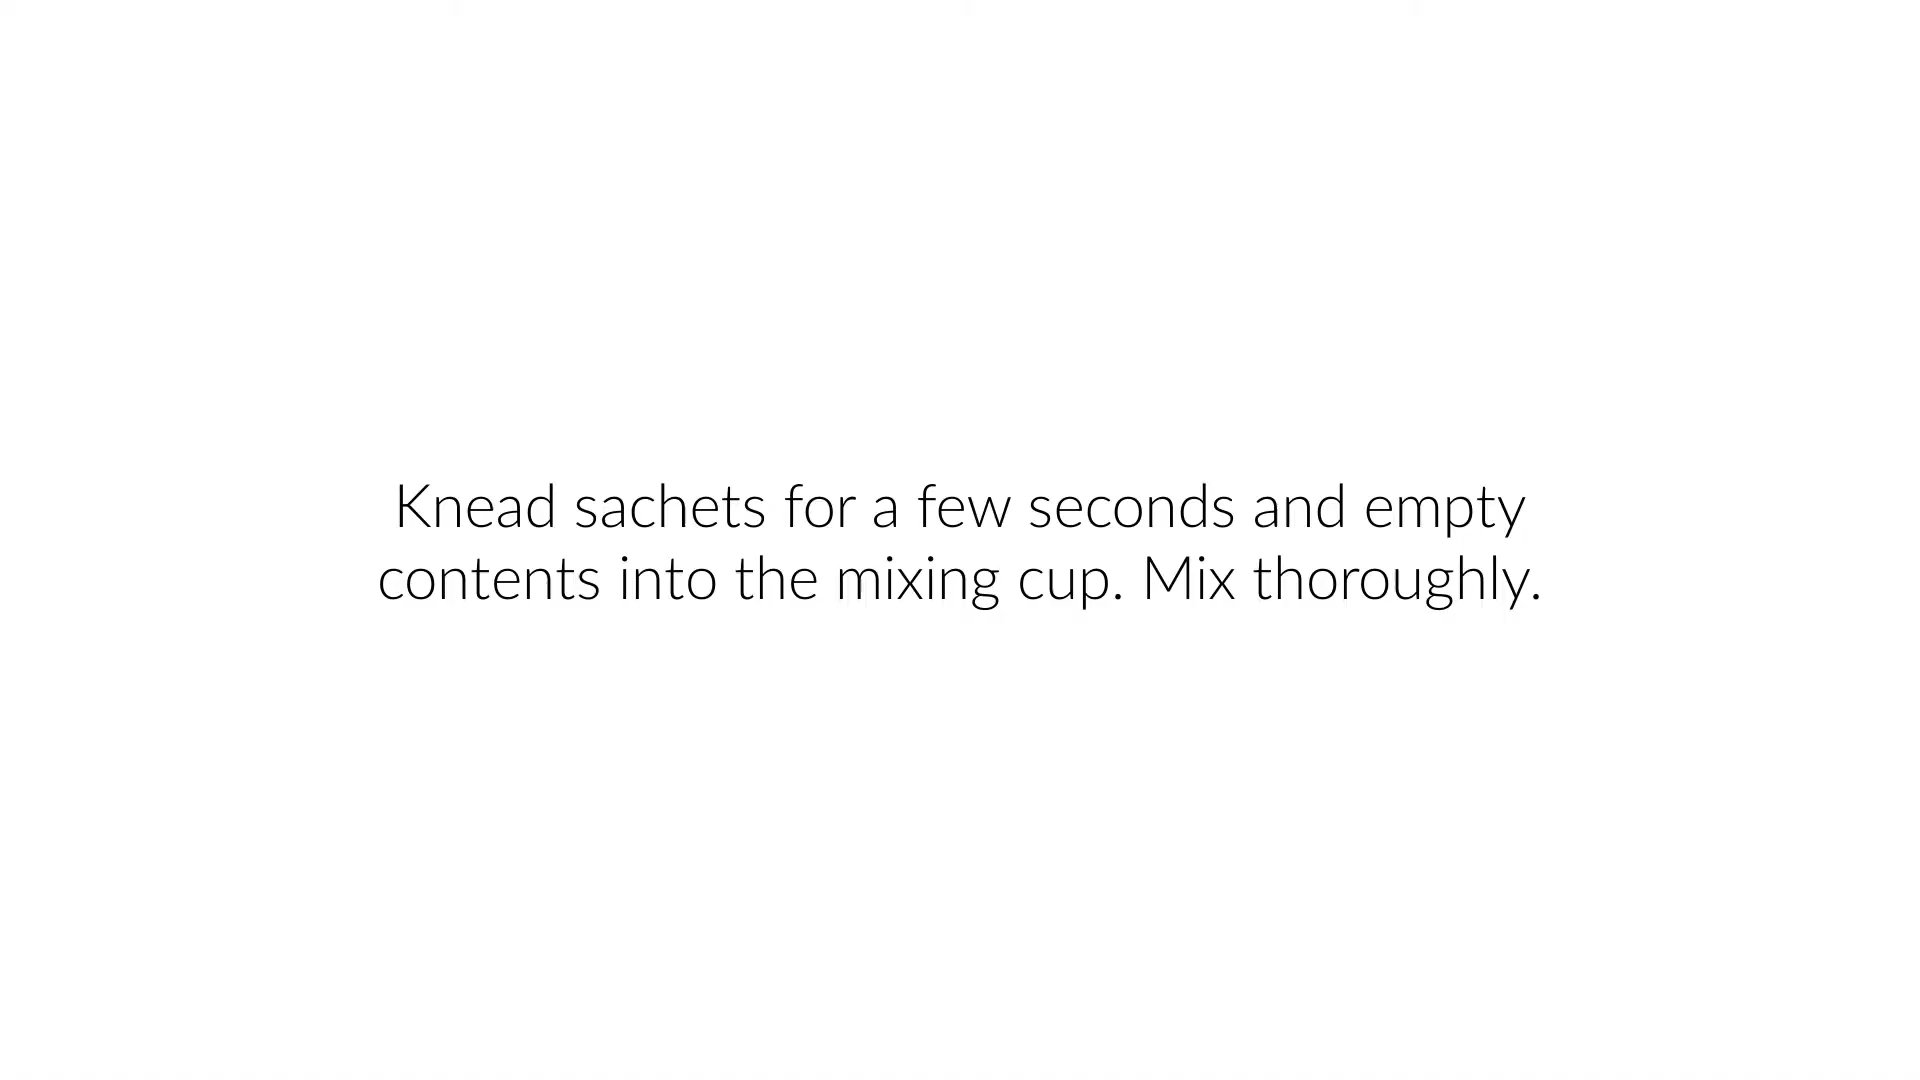 Knead sachets for a few seconds and empty
contents into the mixing cup. Mix thoroughly.